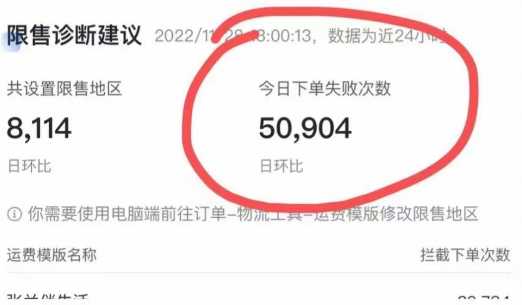 限售诊断建议 2022/11/28 18:00:13，数据为近24小时
共设置限售地区 今日下单失败次数
8,114 50,904
日环比 日环比
你需要使用电脑端前往订单-物流工具-运费模版修改限售地区
运费模版名称 拦截下单次数